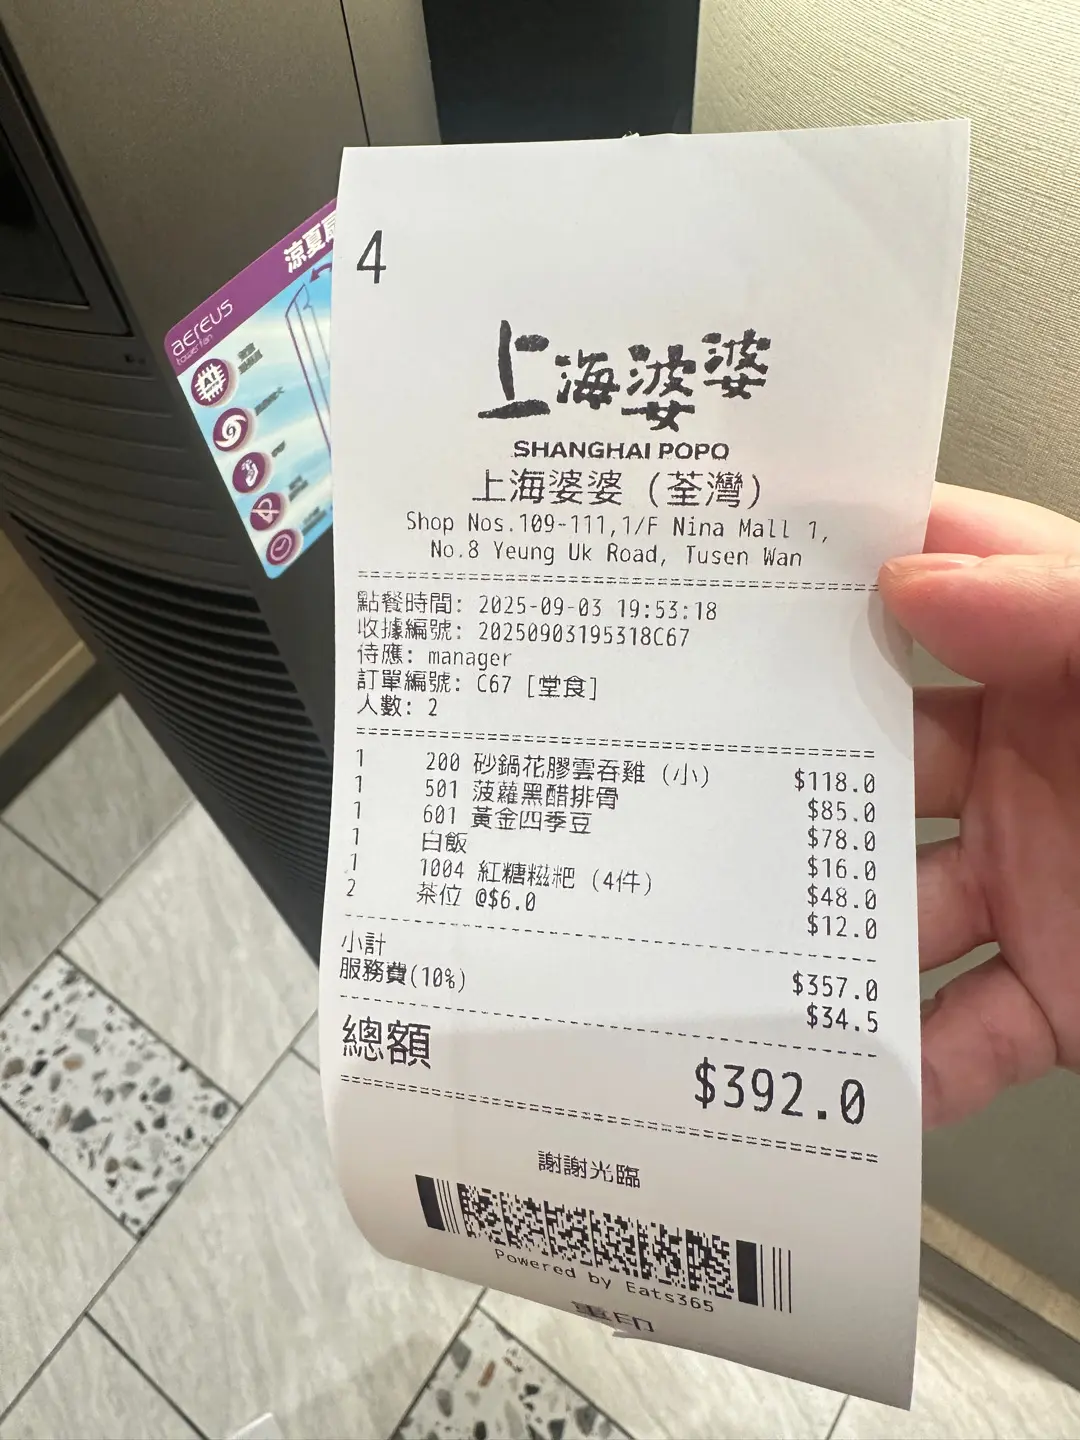 涼夏
aereus
tower fan
4
上海婆婆
SHANGHAI POPO
上海婆婆 (荃灣)
Shop Nos.109-111,1/F Nina Mall 1,
No.8 Yeung Uk Road, Tusen Wan
點餐時間: 2025-09-03 19:53:18
收據編號: 20250903195318C67
侍應: manager
訂單編號: C67 [堂食]
人數: 2
1 200 砂鍋花膠雲吞雞 (小) $118.0
1 501 菠蘿黑醋排骨 $85.0
1 601 黃金四季豆 $78.0
1 白飯 $16.0
1 1004 紅糖糍粑 (4件) $48.0
2 茶位 @$6.0 $12.0
小計 $357.0
服務費(10%) $34.5
總額 $392.0
謝謝光臨
Powered by Eats365
重印